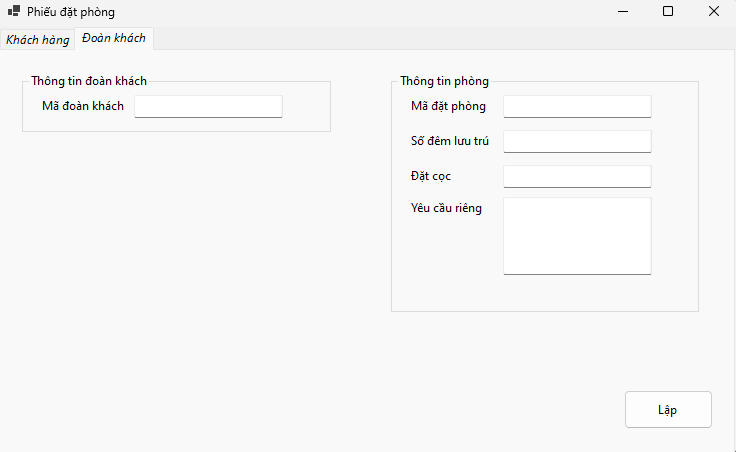 Phiếu đặt phòng
Khách hàng
Đoàn khách
Thông tin đoàn khách
Mã đoàn khách
Thông tin phòng
Mã đặt phòng
Số đêm lưu trú
Đặt cọc
Yêu cầu riêng
Lập